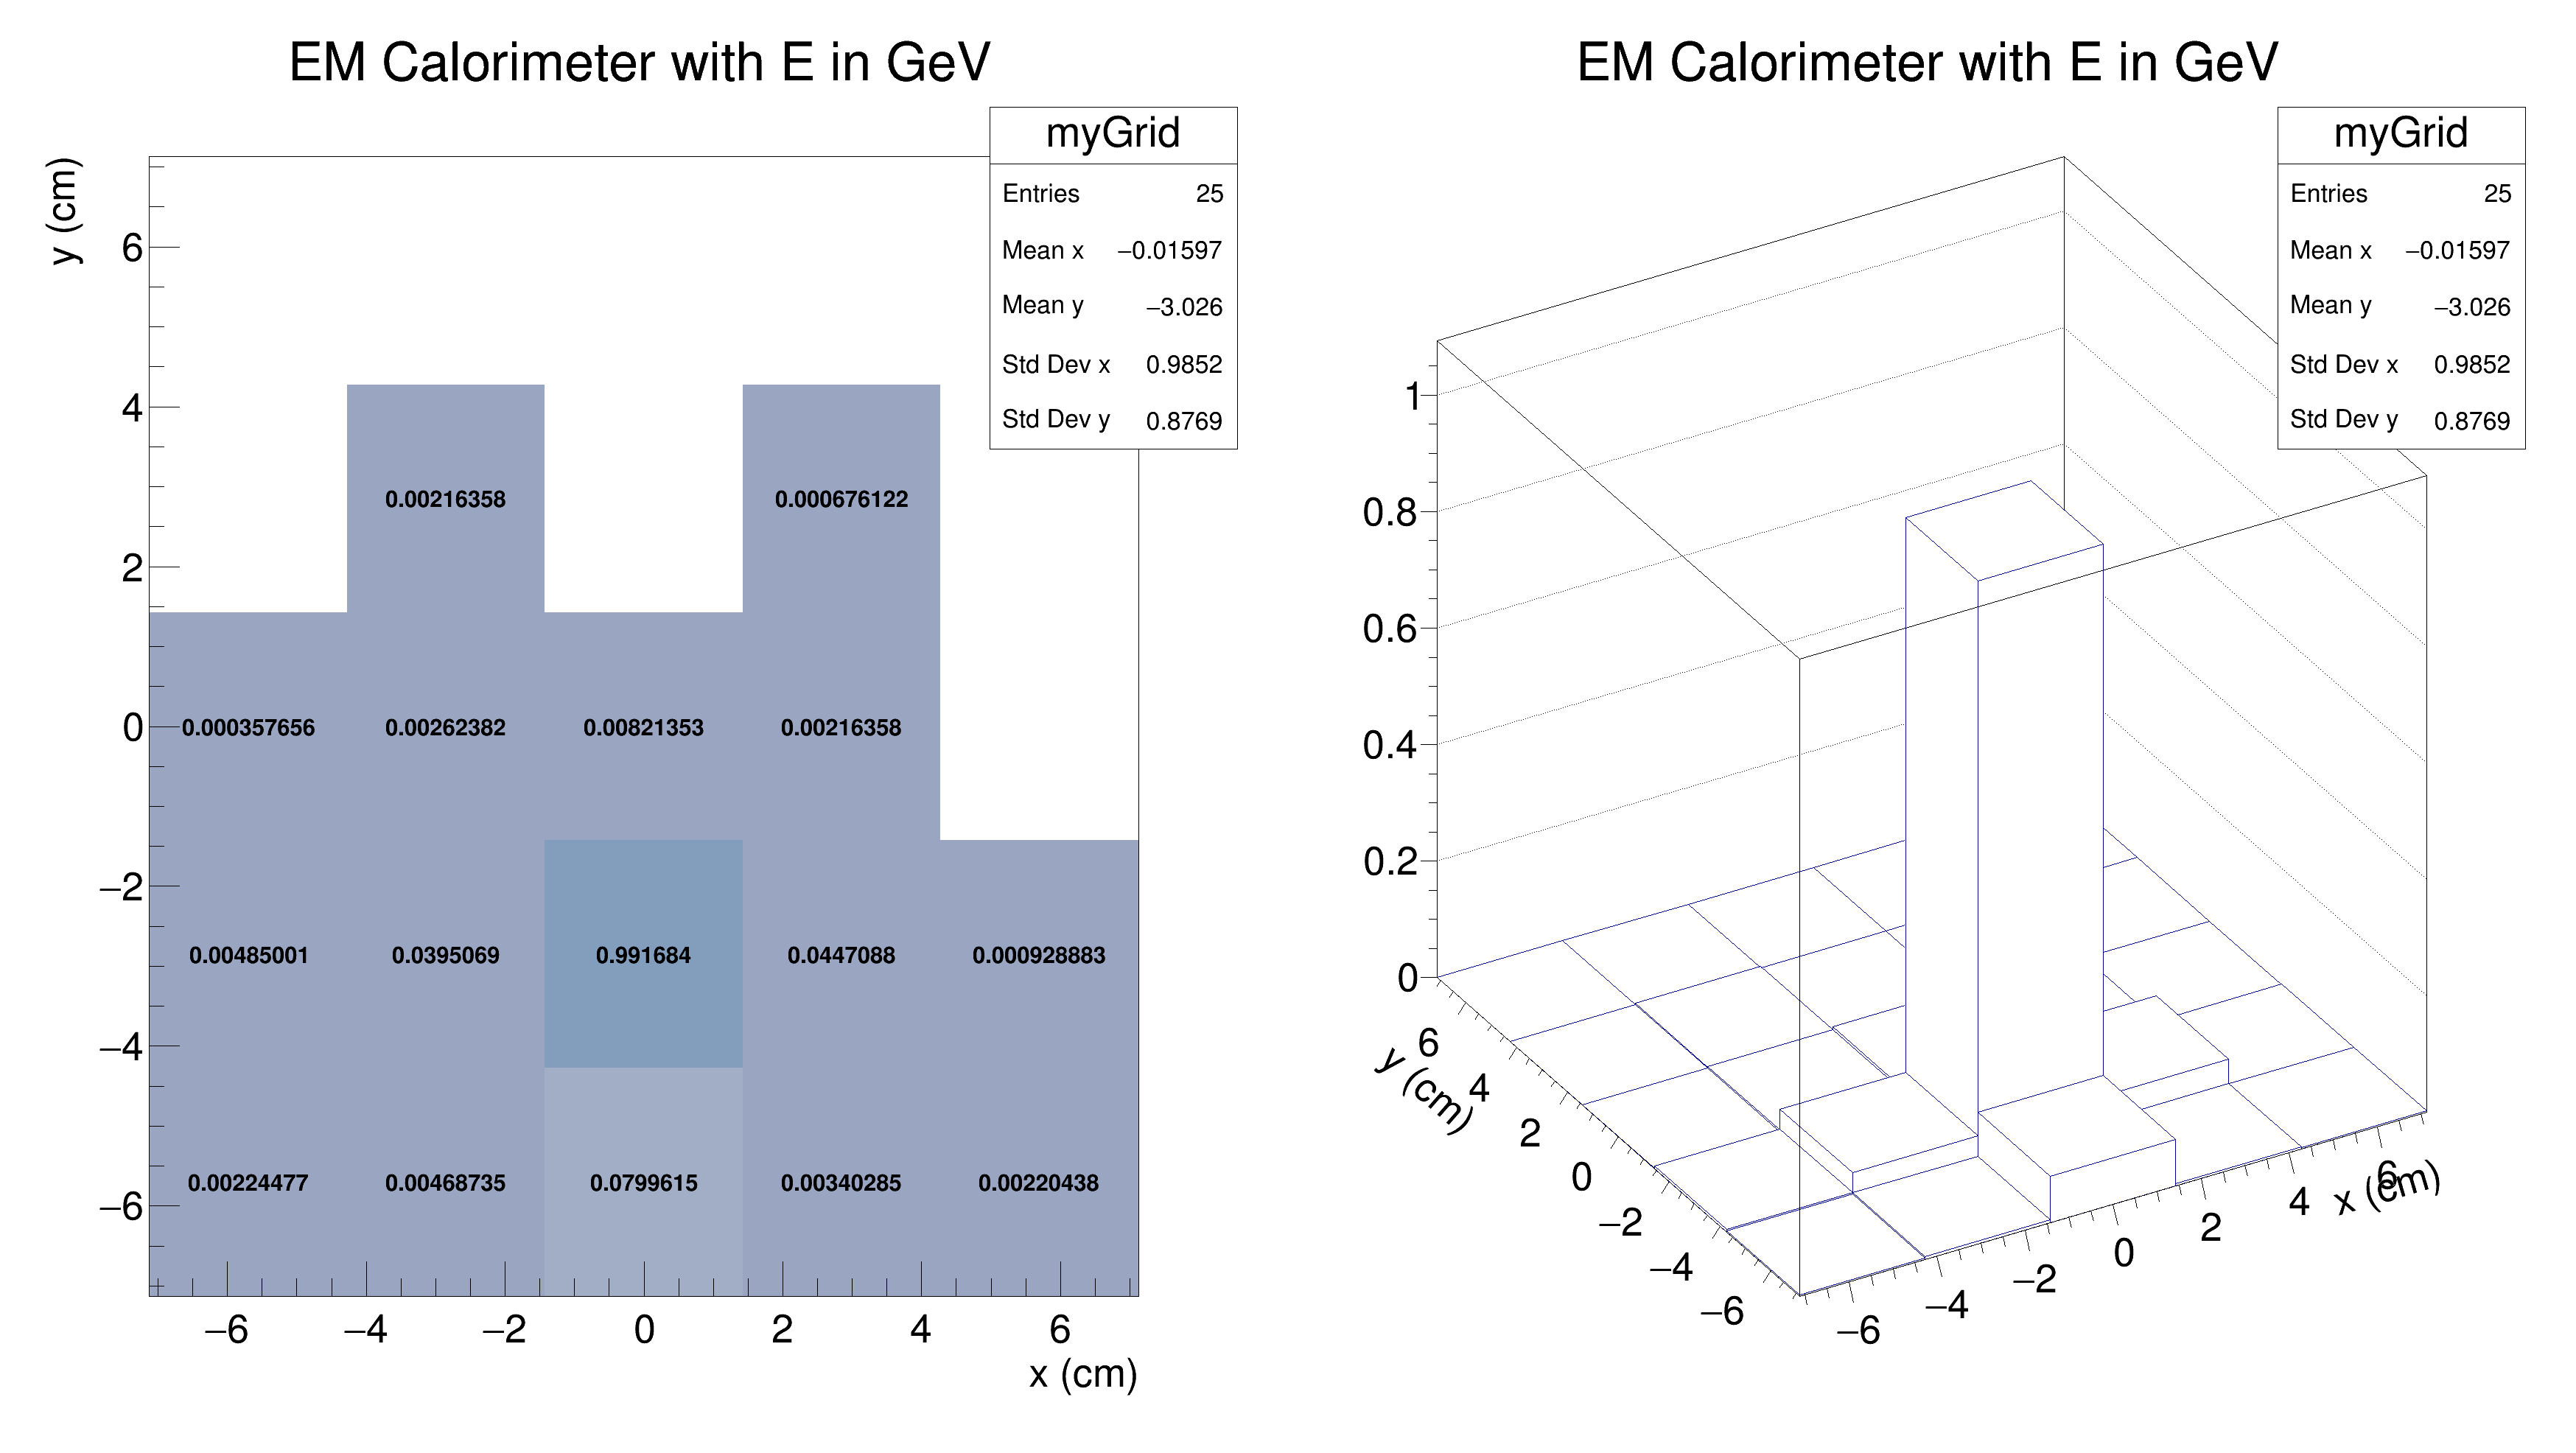 EM Calorimeter with E in GeV
myGrid
Entries 25
Mean x −0.01597
Mean y −3.026
Std Dev x 0.9852
Std Dev y 0.8769
y (cm)
6
4
2
0
−2
−4
−6
0.00216358 0.000676122
0.000357656 0.00262382 0.00821353 0.00216358
0.00485001 0.0395069 0.991684 0.0447088 0.000928883
0.00224477 0.00468735 0.0799615 0.00340285 0.00220438
−6 −4 −2 0 2 4 6
x (cm)
EM Calorimeter with E in GeV
myGrid
Entries 25
Mean x −0.01597
Mean y −3.026
Std Dev x 0.9852
Std Dev y 0.8769
1
0.8
0.6
0.4
0.2
0
y (cm)
6
4
2
0
−2
−4
−6
−6
−4
−2
0
2
4
6
x (cm)